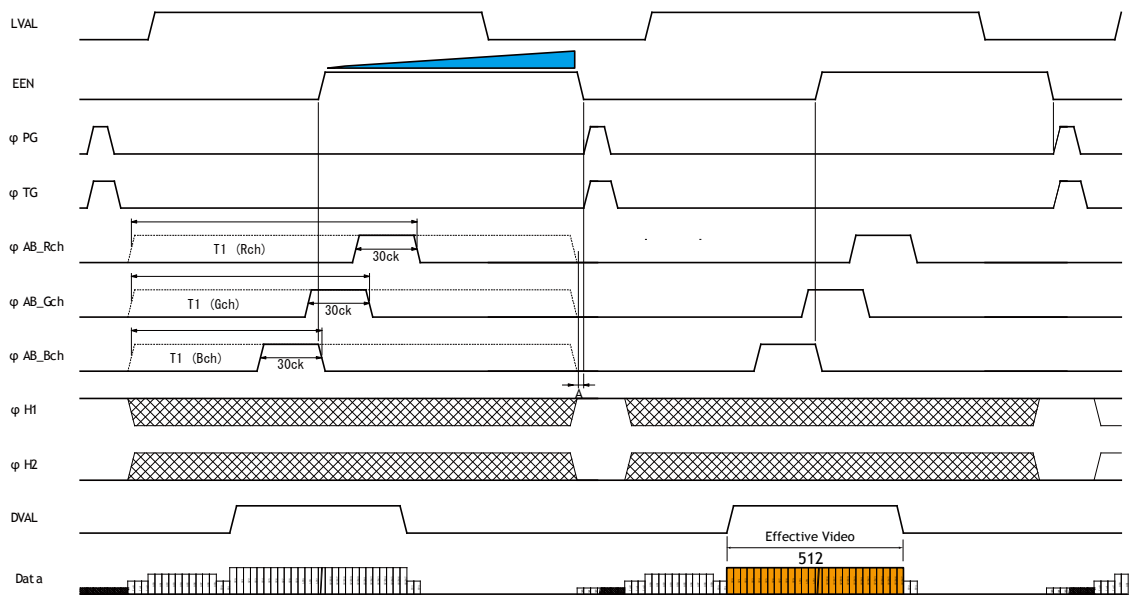 LVAL
EEN
φ PG
φ TG
φ AB_Rch
T1 (Rch)
30ck
φ AB_Gch
T1 (Gch)
30ck
φ AB_Bch
T1 (Bch)
30ck
A
φ H1
φ H2
DVAL
Effective Video
512
Data